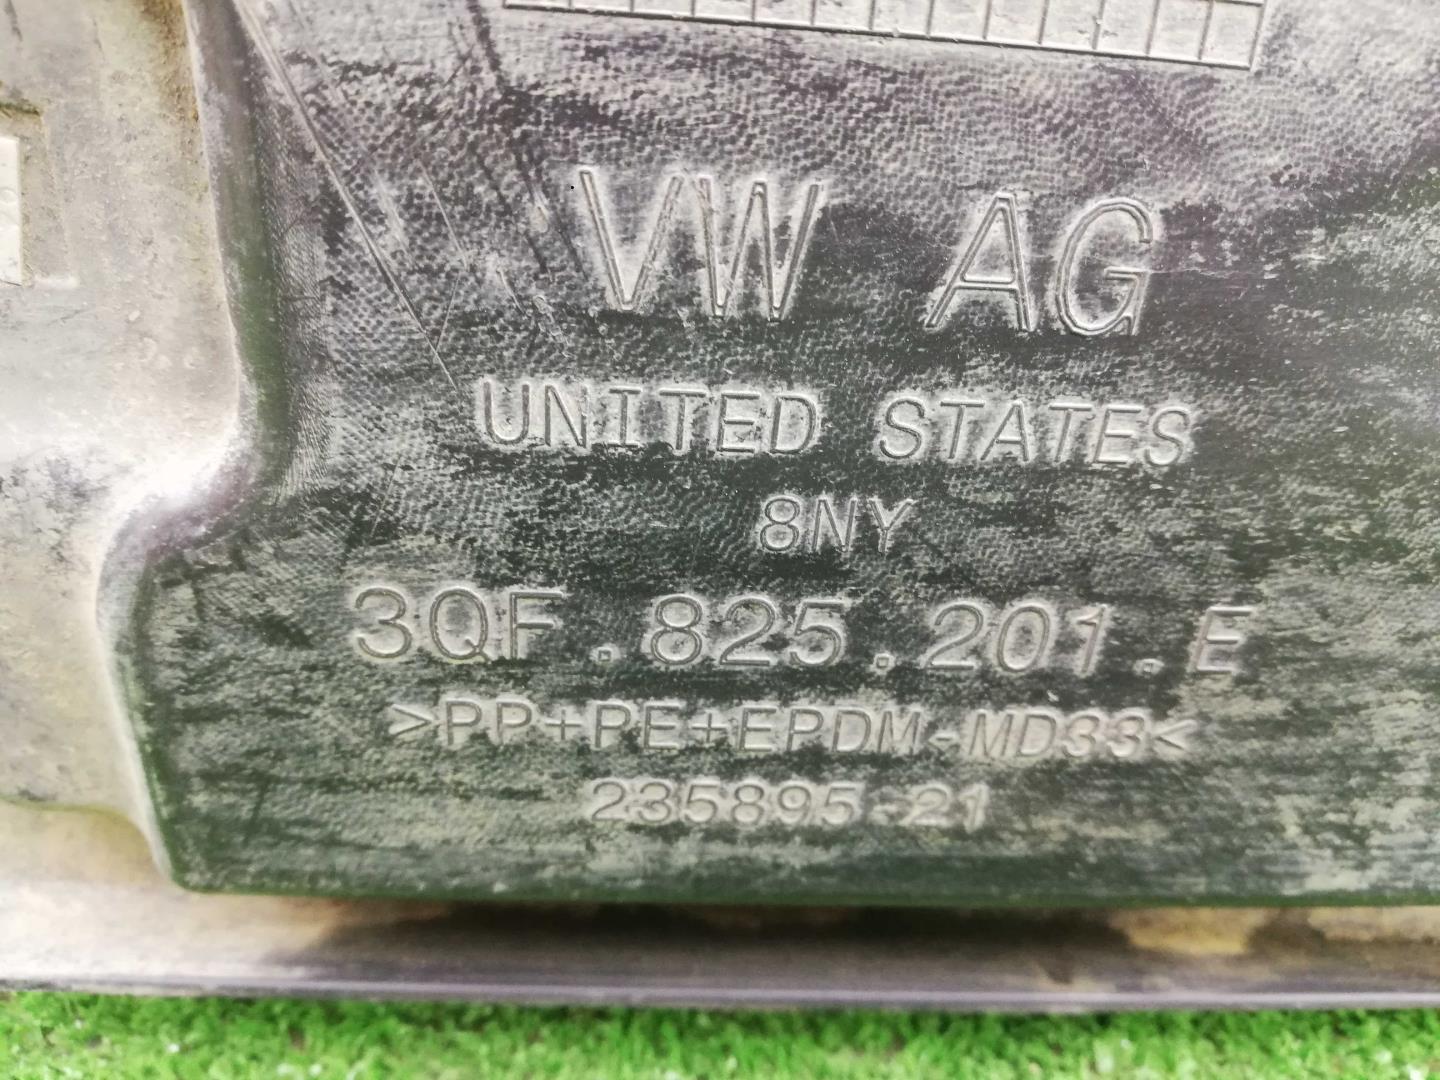 VW AG
UNITED STATES
8NY
3QF.825.201.E
>PP+PE+EPDM-MD33<
235895-21